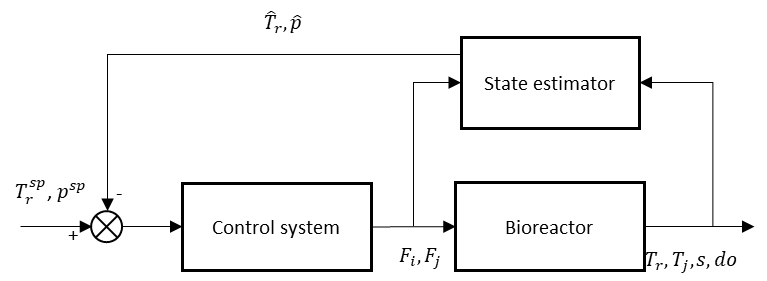 T̂ᵣ, p̂
State estimator
Tᵣˢᵖ, pˢᵖ
-
+
Control system
Bioreactor
Fᵢ, Fⱼ
Tᵣ, Tⱼ, s, do